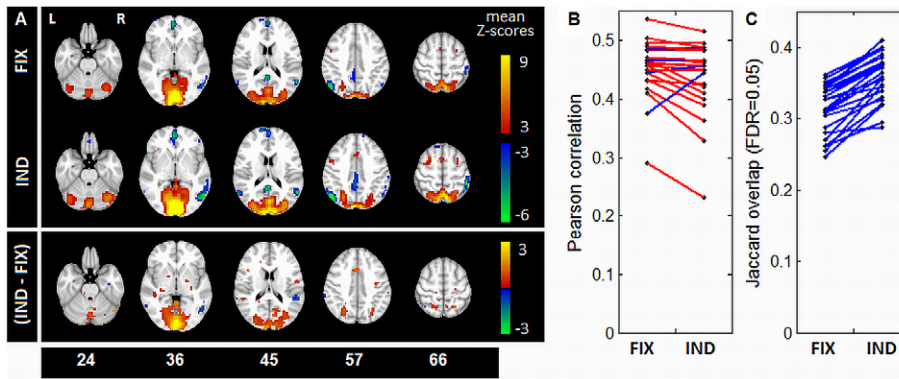 A
L
R
mean
Z-scores
FIX
9
3
-3
-6
IND
(IND - FIX)
3
-3
24
36
45
57
66
B
Pearson correlation
0.5
0.4
0.3
0.2
0.1
0
FIX
IND
C
Jaccard overlap (FDR=0.05)
0.4
0.3
0.2
0.1
0
FIX
IND